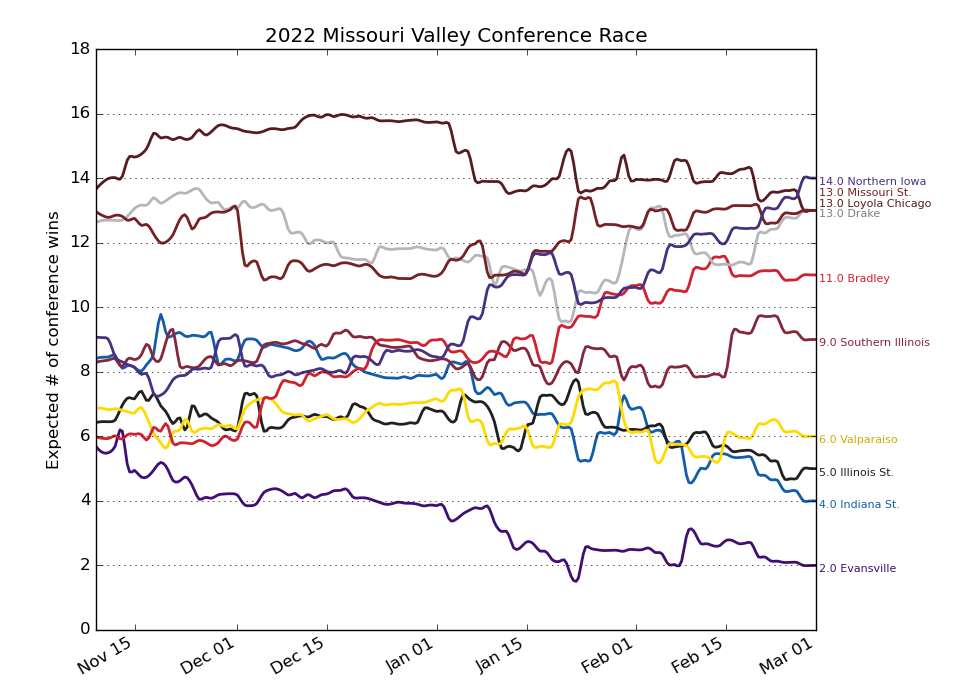 2022 Missouri Valley Conference Race
Expected # of conference wins
18
16
14
12
10
8
6
4
2
0
Nov 15
Dec 01
Dec 15
Jan 01
Jan 15
Feb 01
Feb 15
Mar 01
14.0 Northern Iowa
13.0 Missouri St.
13.0 Loyola Chicago
13.0 Drake
11.0 Bradley
9.0 Southern Illinois
6.0 Valparaiso
5.0 Illinois St.
4.0 Indiana St.
2.0 Evansville